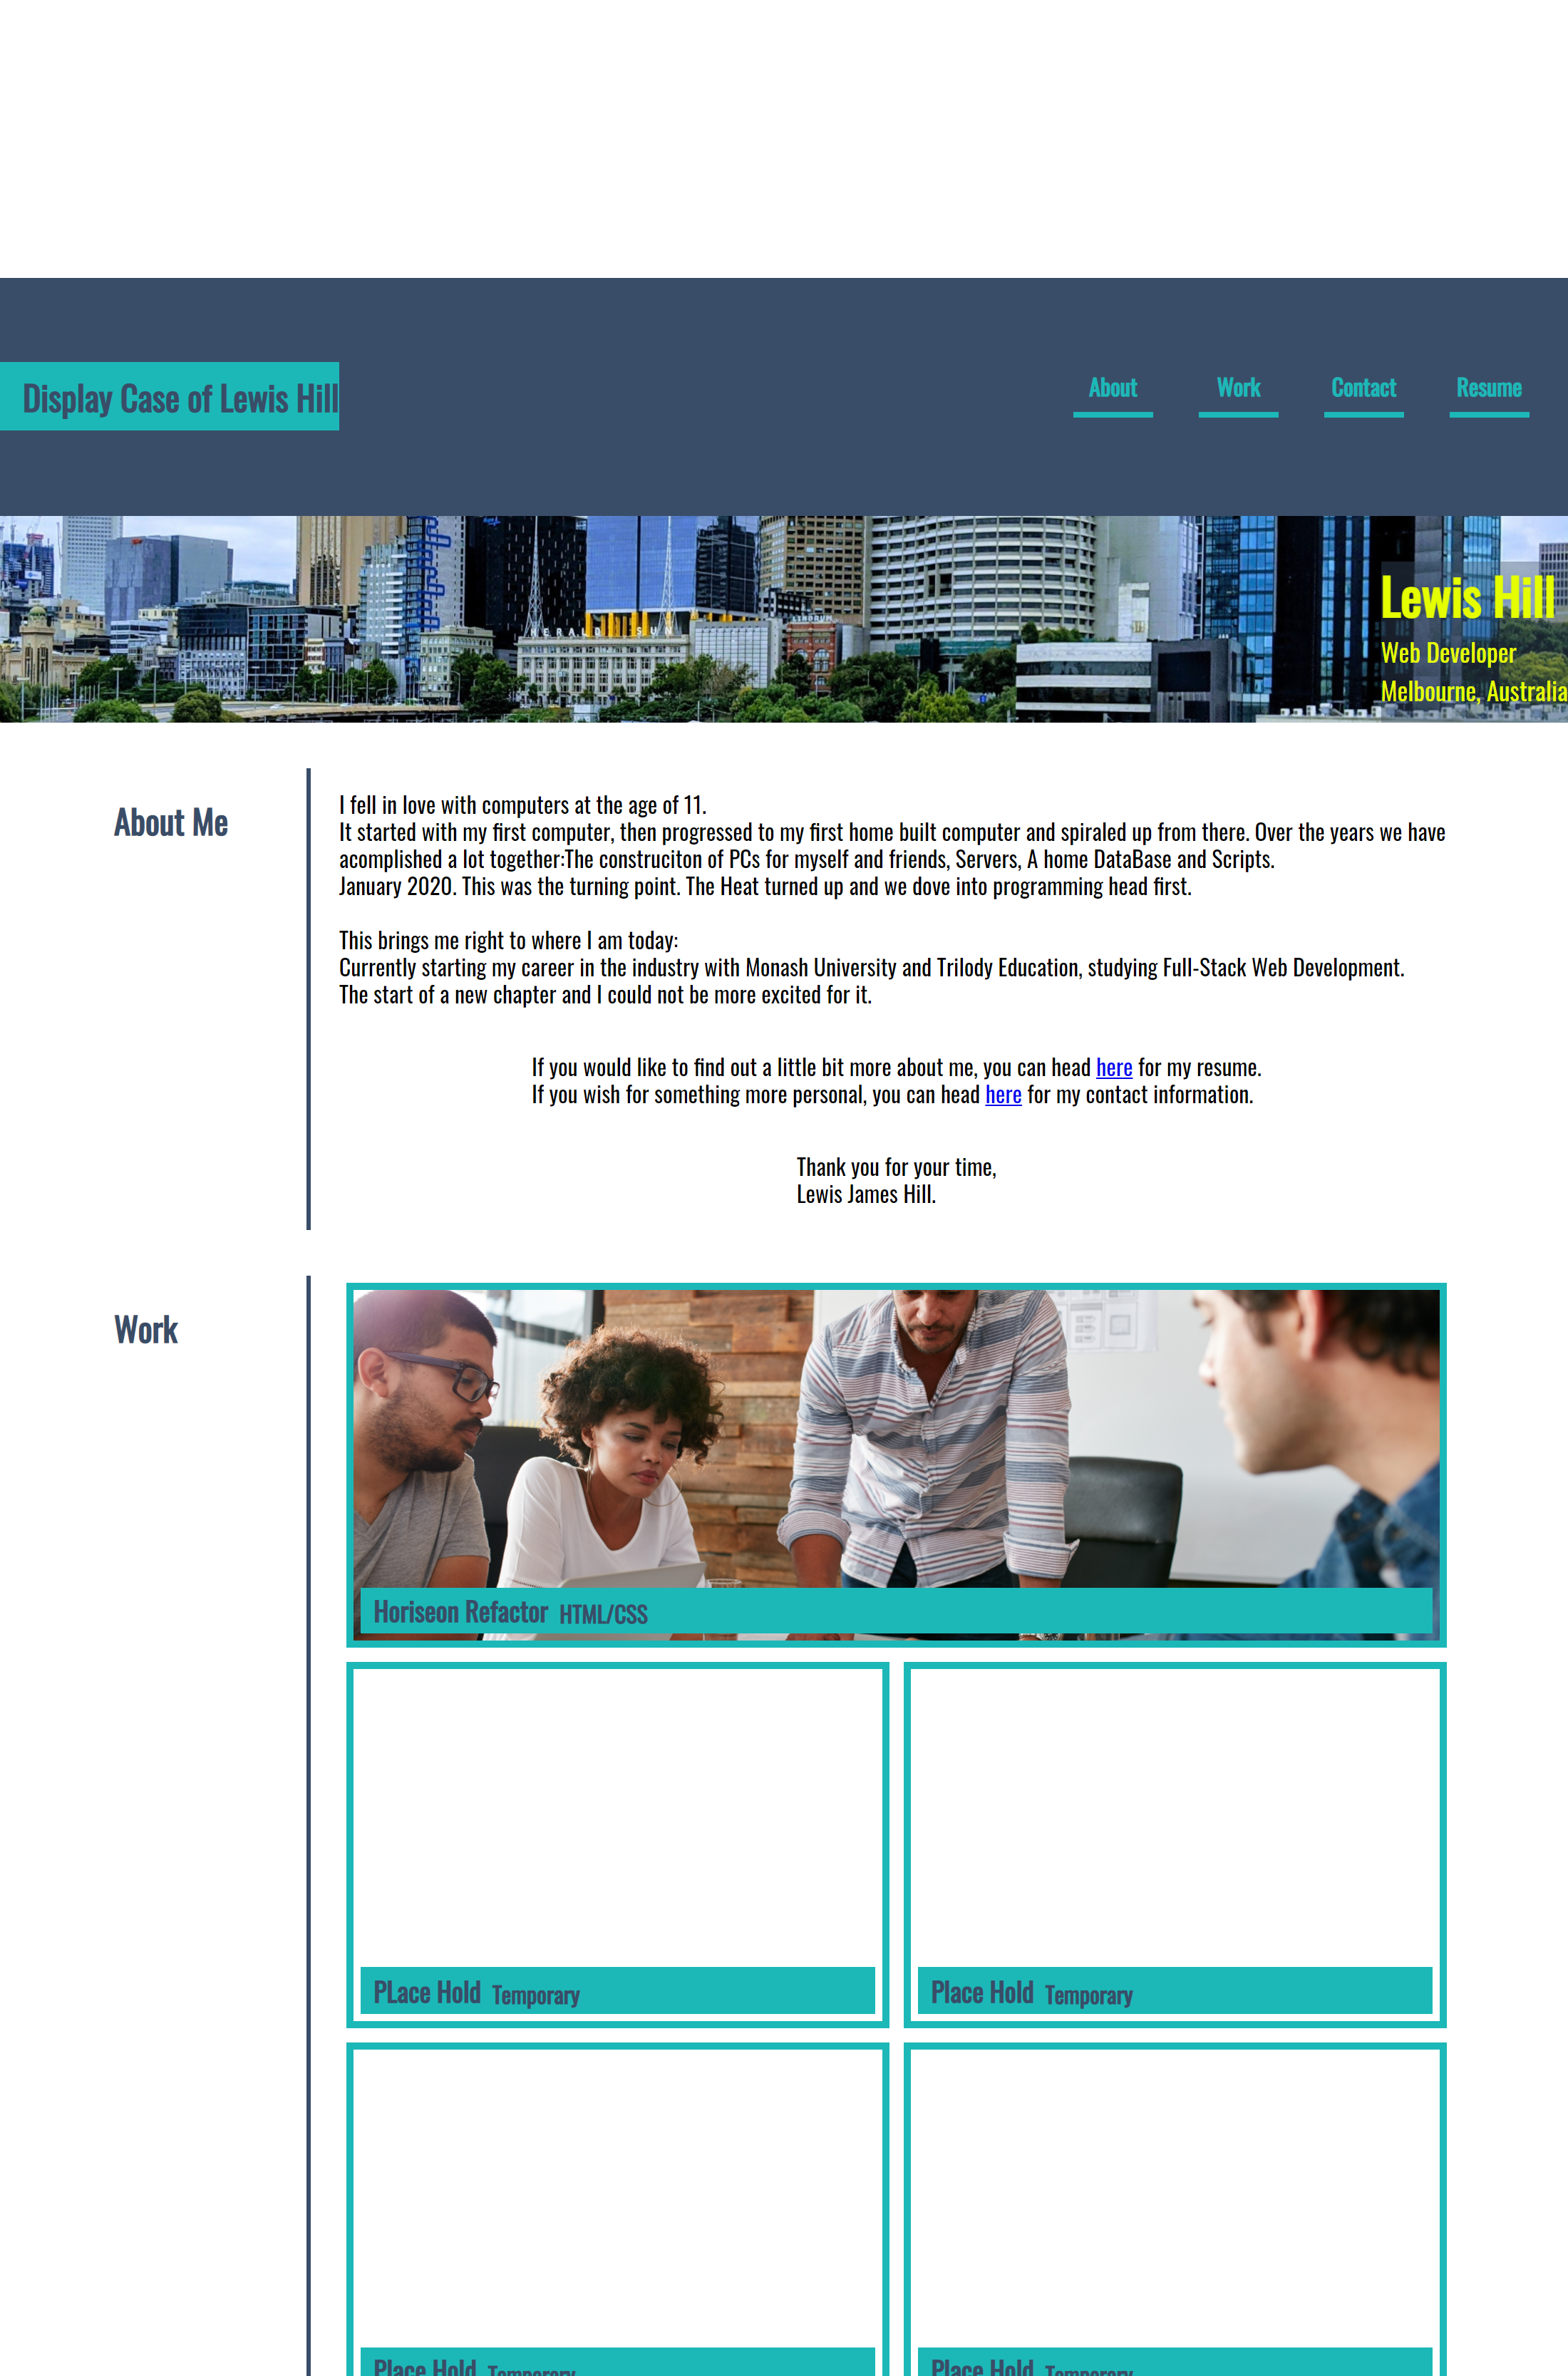 Display Case of Lewis Hill
About
Work
Contact
Resume
HERALD SUN
Lewis Hill
Web Developer
Melbourne, Australia
About Me
I fell in love with computers at the age of 11.
It started with my first computer, then progressed to my first home built computer and spiraled up from there. Over the years we have
acomplished a lot together:The construciton of PCs for myself and friends, Servers, A home DataBase and Scripts.
January 2020. This was the turning point. The Heat turned up and we dove into programming head first.
This brings me right to where I am today:
Currently starting my career in the industry with Monash University and Trilody Education, studying Full-Stack Web Development.
The start of a new chapter and I could not be more excited for it.
If you would like to find out a little bit more about me, you can head here for my resume.
If you wish for something more personal, you can head here for my contact information.
Thank you for your time,
Lewis James Hill.
Work
Horiseon Refactor HTML/CSS
PLace Hold Temporary
Place Hold Temporary
Place Hold Temporary
Place Hold Temporary